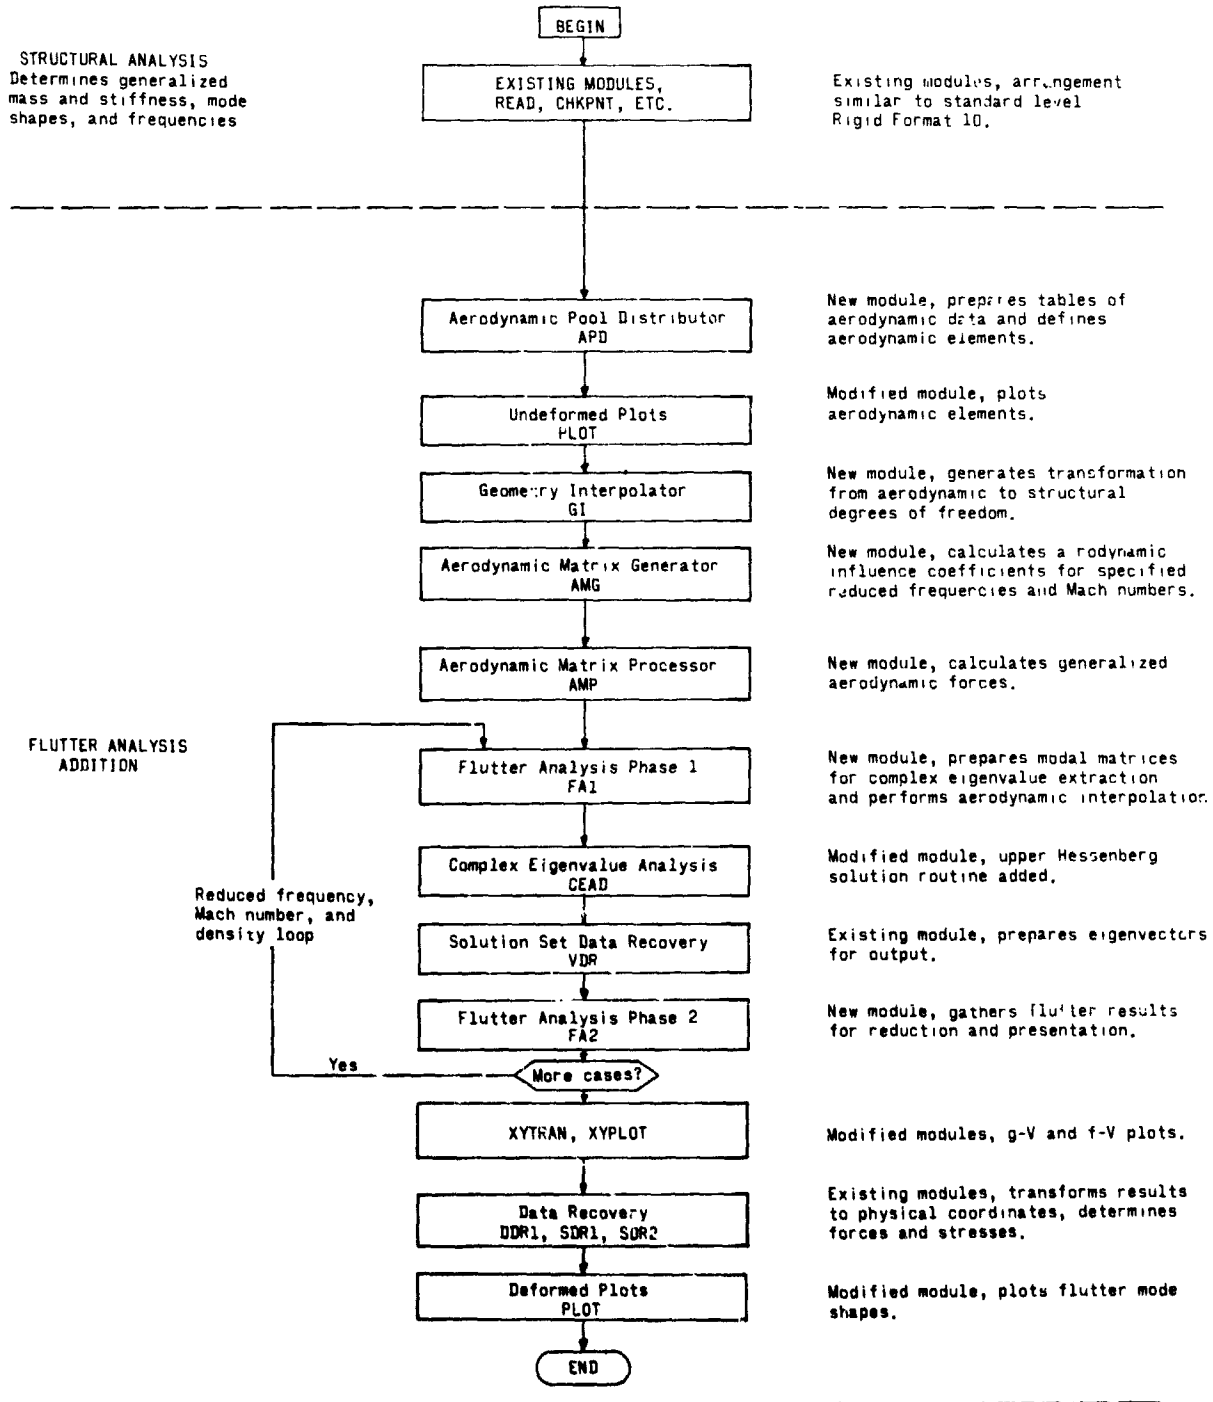 BEGIN
STRUCTURAL ANALYSIS
Determines generalized
mass and stiffness, mode
shapes, and frequencies
EXISTING MODULES,
READ, CHKPNT, ETC.
Existing modules, arrangement
similar to standard level
Rigid Format 10.
Aerodynamic Pool Distributor
APD
New module, prepares tables of
aerodynamic data and defines
aerodynamic elements.
Undeformed Plots
PLOT
Modified module, plots
aerodynamic elements.
Geometry Interpolator
GI
New module, generates transformation
from aerodynamic to structural
degrees of freedom.
Aerodynamic Matrix Generator
AMG
New module, calculates a rodynamic
influence coefficients for specified
reduced frequencies and Mach numbers.
Aerodynamic Matrix Processor
AMP
New module, calculates generalized
aerodynamic forces.
FLUTTER ANALYSIS
ADDITION
Flutter Analysis Phase 1
FA1
New module, prepares modal matrices
for complex eigenvalue extraction
and performs aerodynamic interpolation.
Complex Eigenvalue Analysis
CEAD
Modified module, upper Hessenberg
solution routine added.
Reduced frequency,
Mach number, and
density loop
Solution Set Data Recovery
VDR
Existing module, prepares eigenvectors
for output.
Flutter Analysis Phase 2
FA2
New module, gathers flutter results
for reduction and presentation.
Yes
More cases?
XYTRAN, XYPLOT
Modified modules, g-V and f-V plots.
Data Recovery
DDR1, SDR1, SDR2
Existing modules, transforms results
to physical coordinates, determines
forces and stresses.
Deformed Plots
PLOT
Modified module, plots flutter mode
shapes.
END